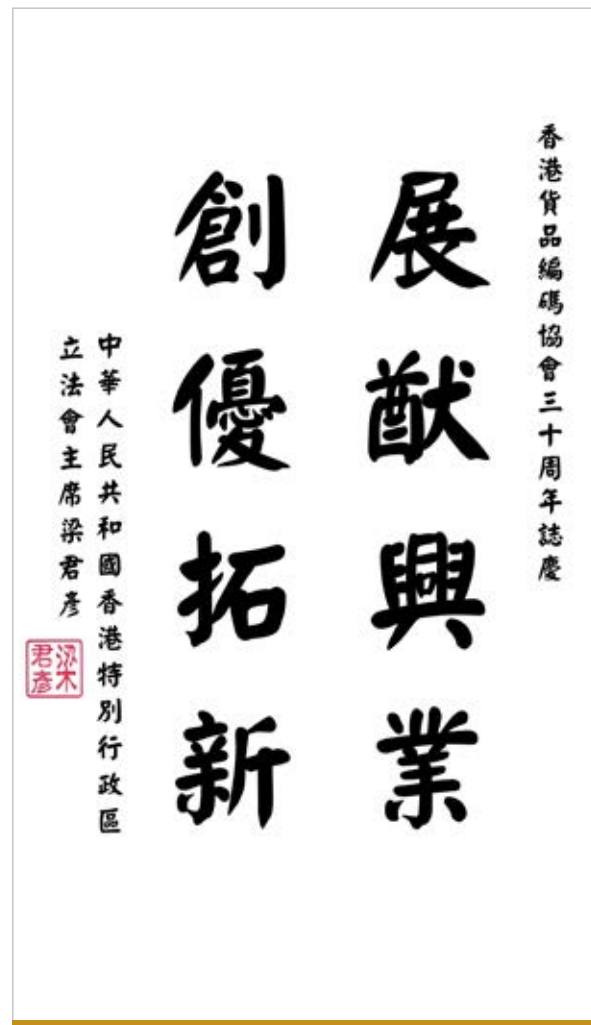 香港貨品編碼協會三十周年誌慶
展猷興業
創優拓新
中華人民共和國香港特別行政區
立法會主席梁君彥
梁君彥